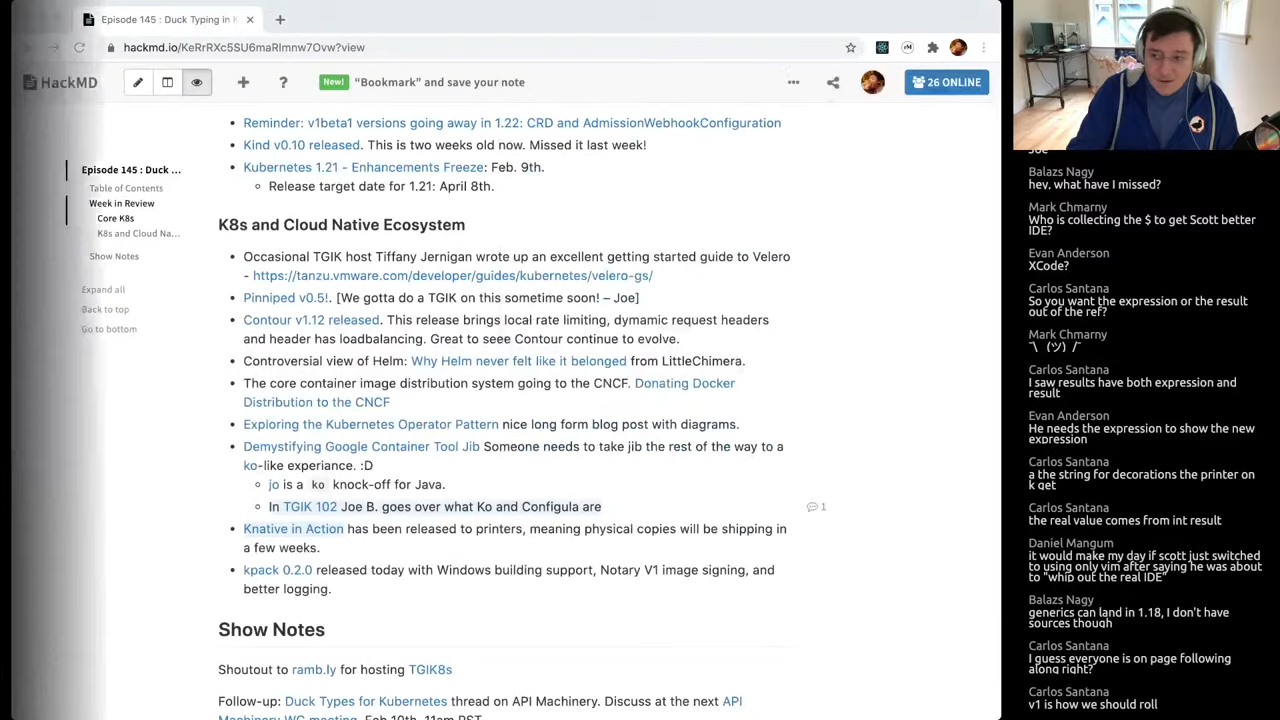 Episode 145 : Duck Typing in K
hackmd.io/KeRrRXc5SU6maRlmnw7Ovw?view
HackMD
New! "Bookmark" and save your note
26 ONLINE
Episode 145 : Duck ...
Table of Contents
Week in Review
Core K8s
K8s and Cloud Na...
Show Notes
Expand all
Back to top
Go to bottom
Reminder: v1beta1 versions going away in 1.22: CRD and AdmissionWebhookConfiguration
Kind v0.10 released. This is two weeks old now. Missed it last week!
Kubernetes 1.21 - Enhancements Freeze: Feb. 9th.
Release target date for 1.21: April 8th.
K8s and Cloud Native Ecosystem
Occasional TGIK host Tiffany Jernigan wrote up an excellent getting started guide to Velero
- https://tanzu.vmware.com/developer/guides/kubernetes/velero-gs/
Pinniped v0.5!. [We gotta do a TGIK on this sometime soon! – Joe]
Contour v1.12 released. This release brings local rate limiting, dynamic request headers
and header has loadbalancing. Great to seee Contour continue to evolve.
Controversial view of Helm: Why Helm never felt like it belonged from LittleChimera.
The core container image distribution system going to the CNCF. Donating Docker
Distribution to the CNCF
Exploring the Kubernetes Operator Pattern nice long form blog post with diagrams.
Demystifying Google Container Tool Jib Someone needs to take jib the rest of the way to a
ko-like experiance. :D
jo is a ko knock-off for Java.
In TGIK 102 Joe B. goes over what Ko and Configula are
1
Knative in Action has been released to printers, meaning physical copies will be shipping in
a few weeks.
kpack 0.2.0 released today with Windows building support, Notary V1 image signing, and
better logging.
Show Notes
Shoutout to ramb.ly for hosting TGIK8s
Follow-up: Duck Types for Kubernetes thread on API Machinery. Discuss at the next API
Machinery WG meeting, Feb 10th, 11am PST.
Joe
Balazs Nagy
hey, what have I missed?
Mark Chmarny
Who is collecting the $ to get Scott better
IDE?
Evan Anderson
XCode?
Carlos Santana
So you want the expression or the result
out of the ref?
Mark Chmarny
¯\_(ツ)_/¯
Carlos Santana
I saw results have both expression and
result
Evan Anderson
He needs the expression to show the new
expression
Carlos Santana
a the string for decorations the printer on
k get
Carlos Santana
the real value comes from int result
Daniel Mangum
it would make my day if scott just switched
to using only vim after saying he was about
to "whip out the real IDE"
Balazs Nagy
generics can land in 1.18, I don't have
sources though
Carlos Santana
I guess everyone is on page following
along right?
Carlos Santana
v1 is how we should roll